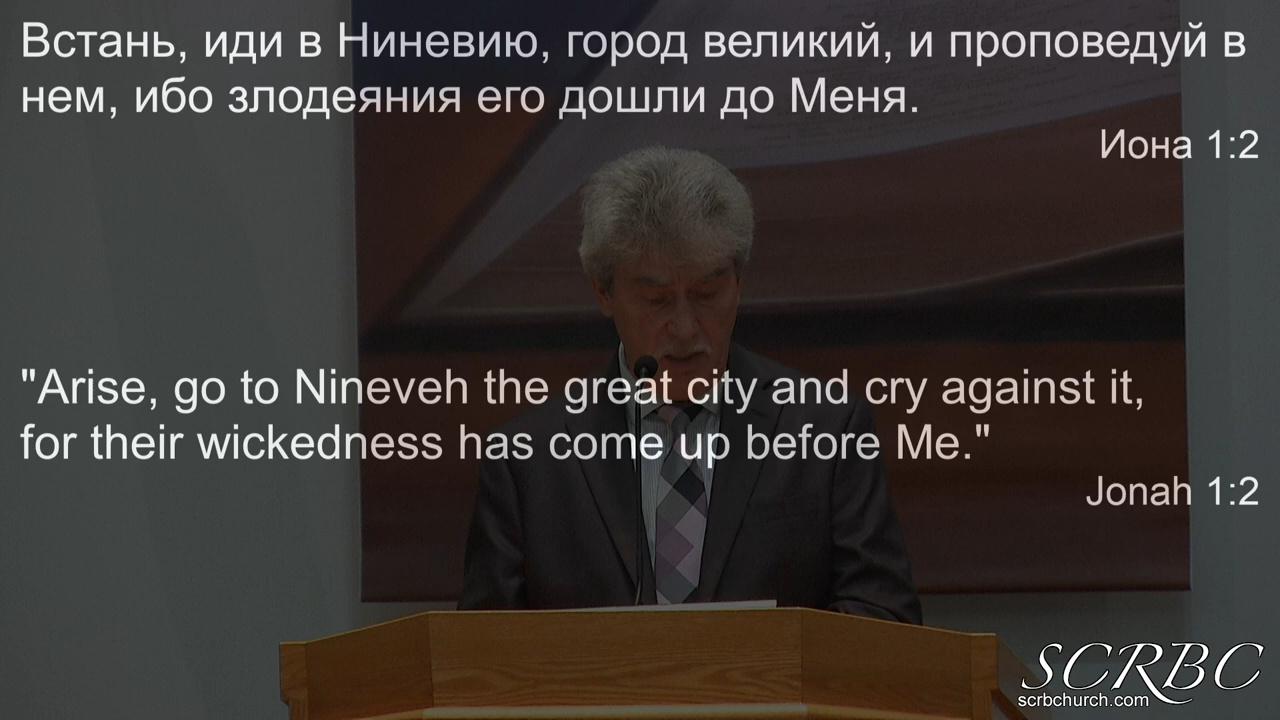 Встань, иди в Ниневию, город великий, и проповедуй в
нем, ибо злодеяния его дошли до Меня.
Иона 1:2
"Arise, go to Nineveh the great city and cry against it,
for their wickedness has come up before Me."
Jonah 1:2
SCRBC
scrbchurch.com